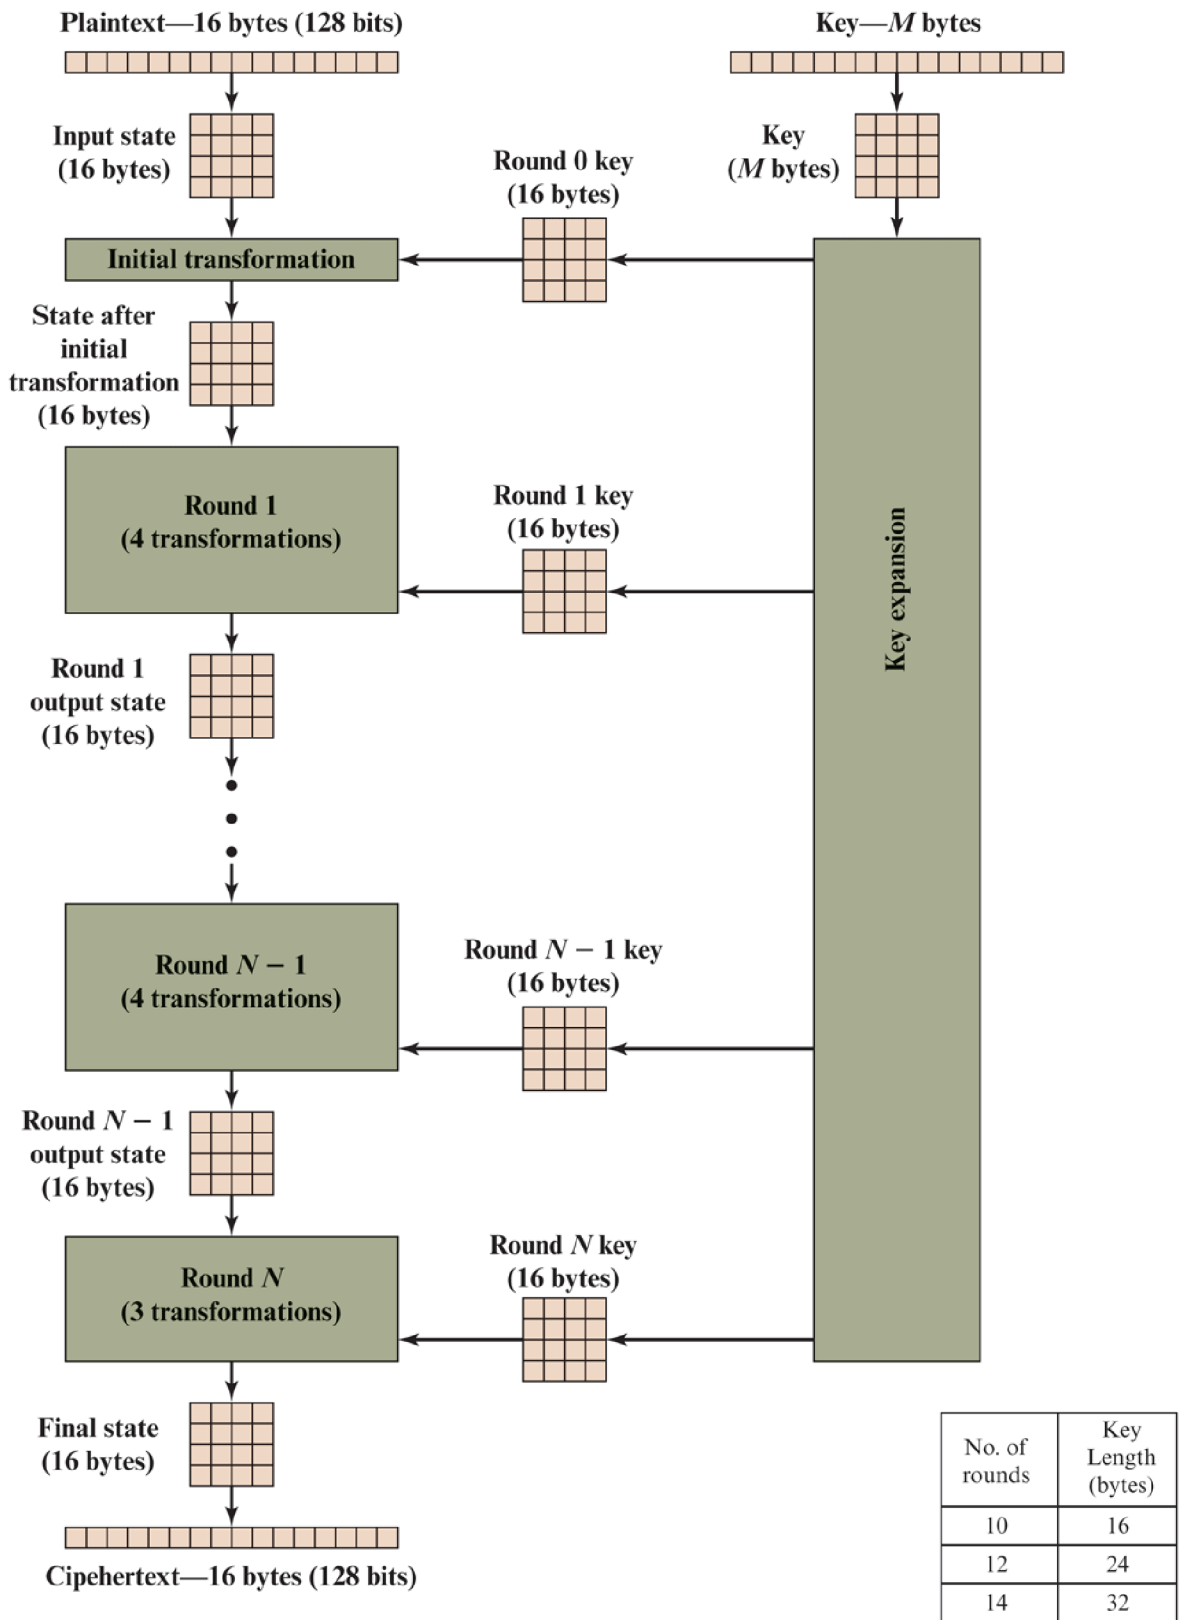 Plaintext—16 bytes (128 bits)
Key—M bytes
Input state
(16 bytes)
Key
(M bytes)
Round 0 key
(16 bytes)
Initial transformation
State after
initial
transformation
(16 bytes)
Round 1
(4 transformations)
Round 1 key
(16 bytes)
Key expansion
Round 1
output state
(16 bytes)
Round N − 1
(4 transformations)
Round N − 1 key
(16 bytes)
Round N − 1
output state
(16 bytes)
Round N
(3 transformations)
Round N key
(16 bytes)
Final state
(16 bytes)
Cipehertext—16 bytes (128 bits)
No. of
rounds
Key
Length
(bytes)
10 16
12 24
14 32